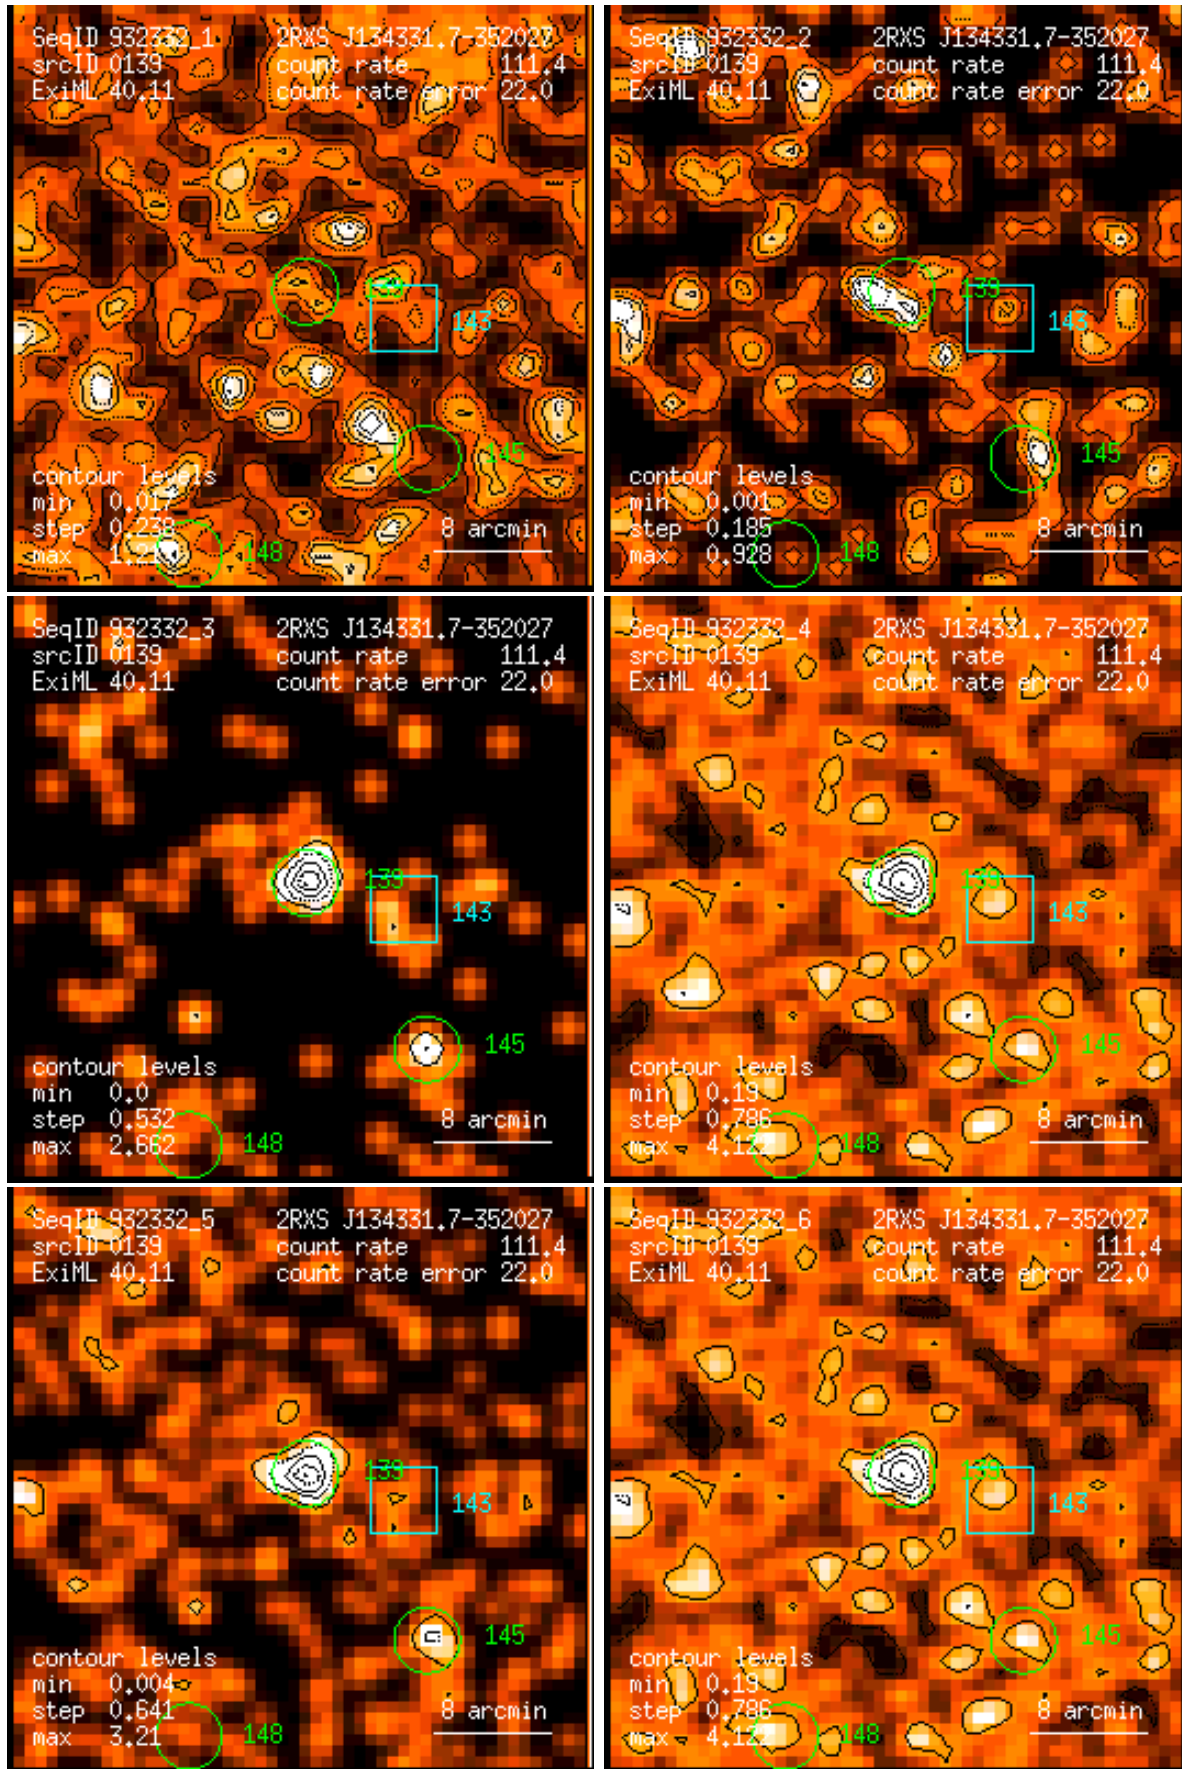 SeqID 932332_1 2RXS J134331.7-352027
srcID 0139 count rate 111.4
ExiML 40.11 count rate error 22.0
139
143
145
contour levels
min 0.017
step 0.238
8 arcmin
max
148
SeqID 932332_2 2RXS J134331.7-352027
srcID 0139 count rate 111.4
ExiML 40.11 count rate error 22.0
139
143
145
contour levels
min 0.001
step 0.185
8 arcmin
max 0.928
148
SeqID 932332_3 2RXS J134331.7-352027
srcID 0139 count rate 111.4
ExiML 40.11 count rate error 22.0
139
143
145
contour levels
min 0.0
step 0.532
8 arcmin
max 2.662
148
SeqID 932332_4 2RXS J134331.7-352027
srcID 0139 count rate 111.4
ExiML 40.11 count rate error 22.0
139
143
145
contour levels
min 0.19
step 0.786
8 arcmin
max
148
SeqID 932332_5 2RXS J134331.7-352027
srcID 0139 count rate 111.4
ExiML 40.11 count rate error 22.0
139
143
145
contour levels
min 0.004
step 0.641
8 arcmin
max 3.21
148
SeqID 932332_6 2RXS J134331.7-352027
srcID 0139 count rate 111.4
ExiML 40.11 count rate error 22.0
139
143
145
contour levels
min 0.19
step 0.786
8 arcmin
max
148